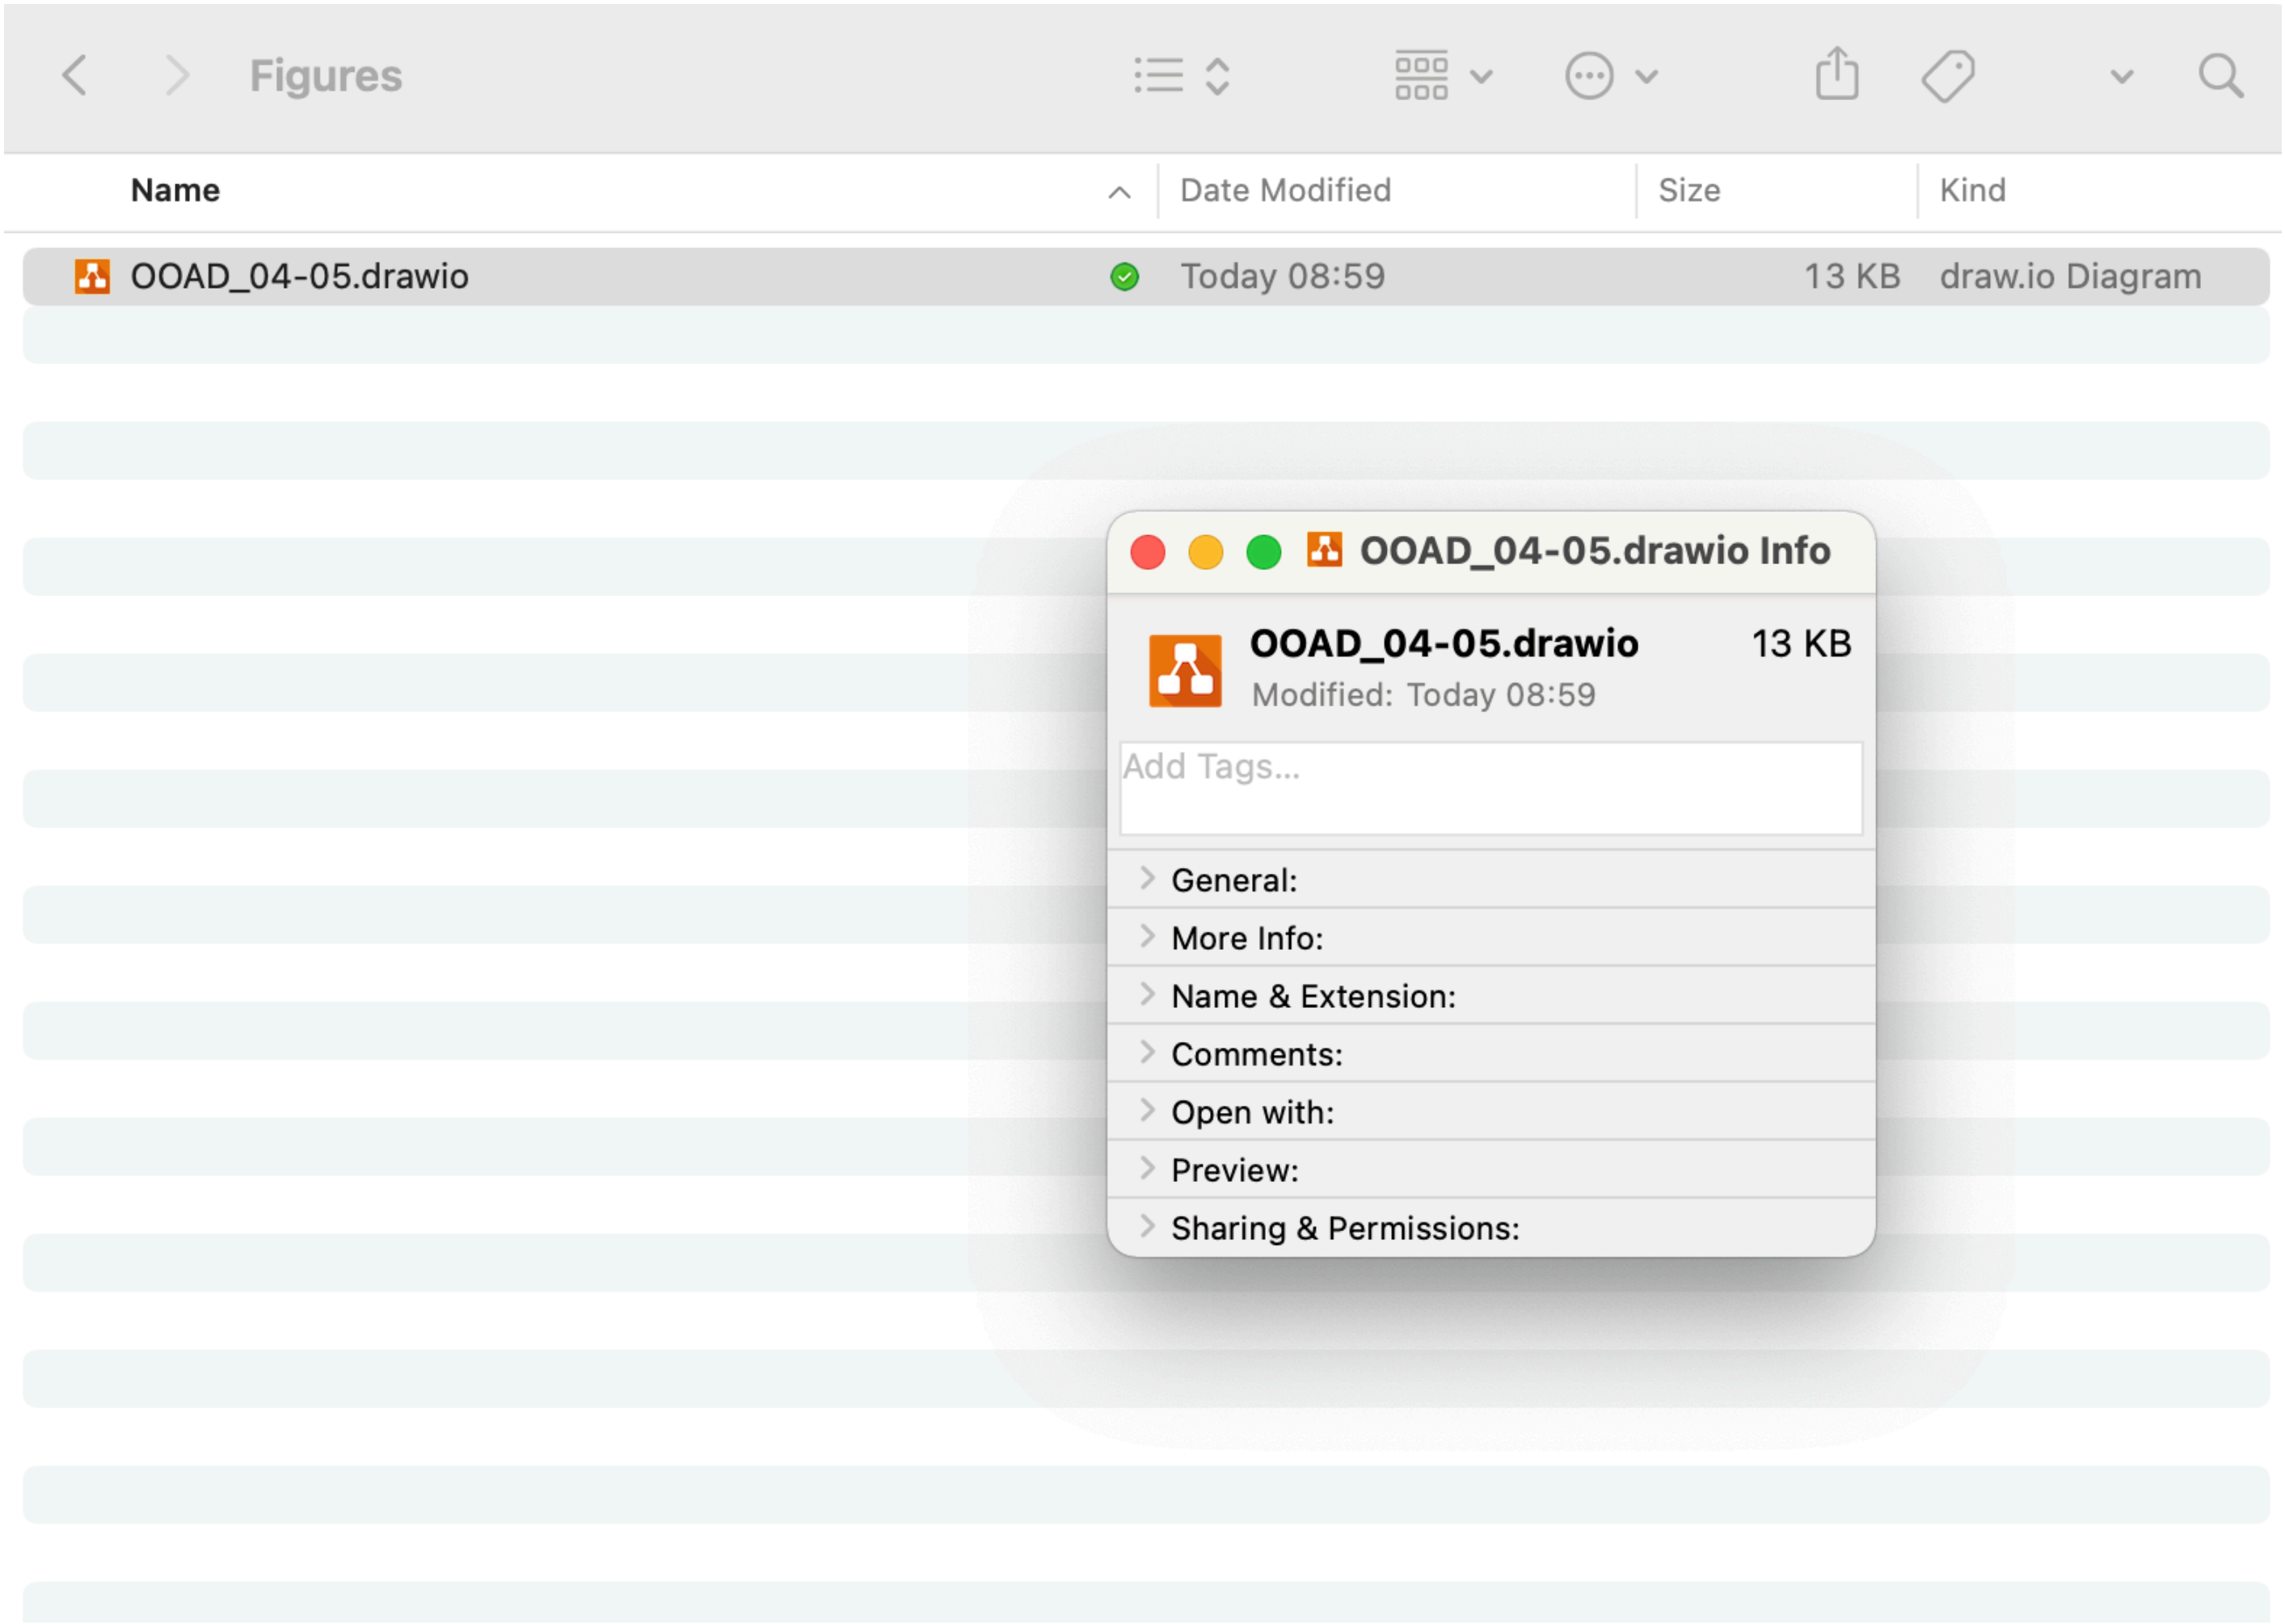 Figures
Name Date Modified Size Kind
OOAD_04-05.drawio Today 08:59 13 KB draw.io Diagram
OOAD_04-05.drawio Info
OOAD_04-05.drawio 13 KB
Modified: Today 08:59
Add Tags...
General:
More Info:
Name & Extension:
Comments:
Open with:
Preview:
Sharing & Permissions: